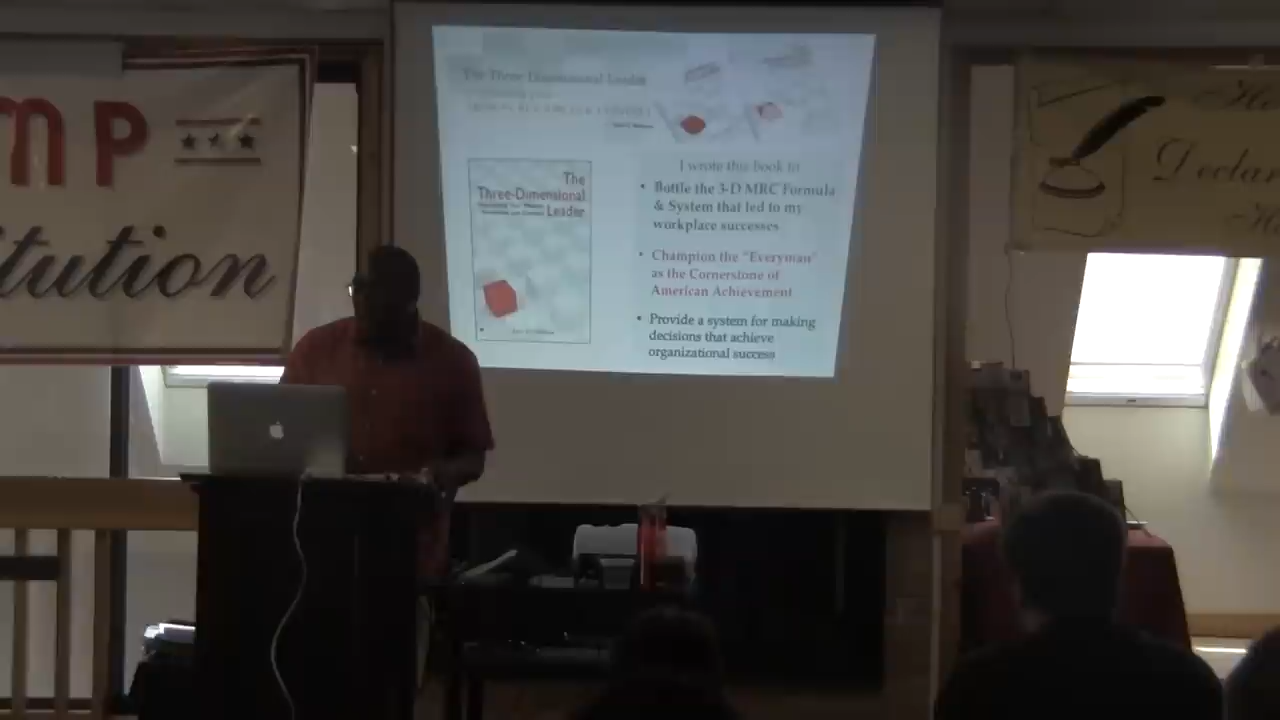 mp
tution
The Three-Dimensional Leader
The
Three-Dimensional
Leader
I wrote this book to
• Bottle the 3-D MRC Formula
& System that led to my
workplace successes
• Champion the "Everyman"
as the Cornerstone of
American Achievement
• Provide a system for making
decisions that achieve
organizational success
Declar